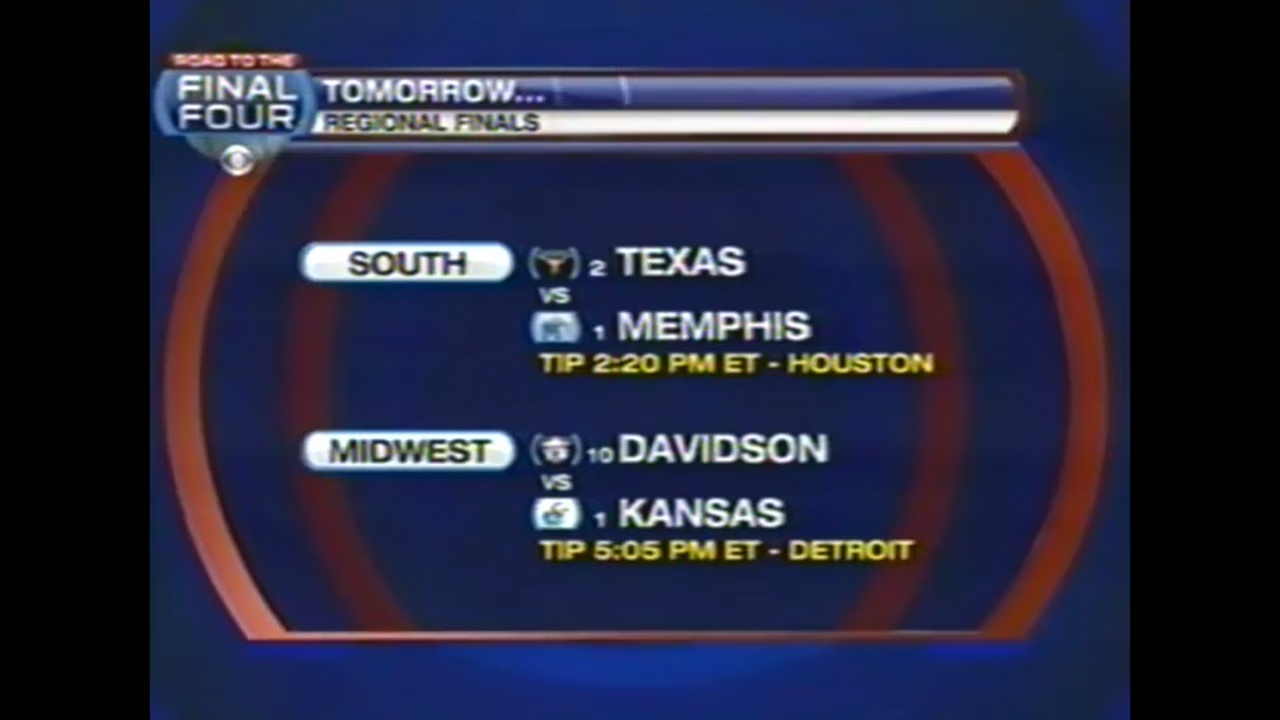 ROAD TO THE
FINAL
FOUR
TOMORROW...
REGIONAL FINALS
SOUTH
2 TEXAS
VS
1 MEMPHIS
TIP 2:20 PM ET - HOUSTON
MIDWEST
10 DAVIDSON
VS
1 KANSAS
TIP 5:05 PM ET - DETROIT